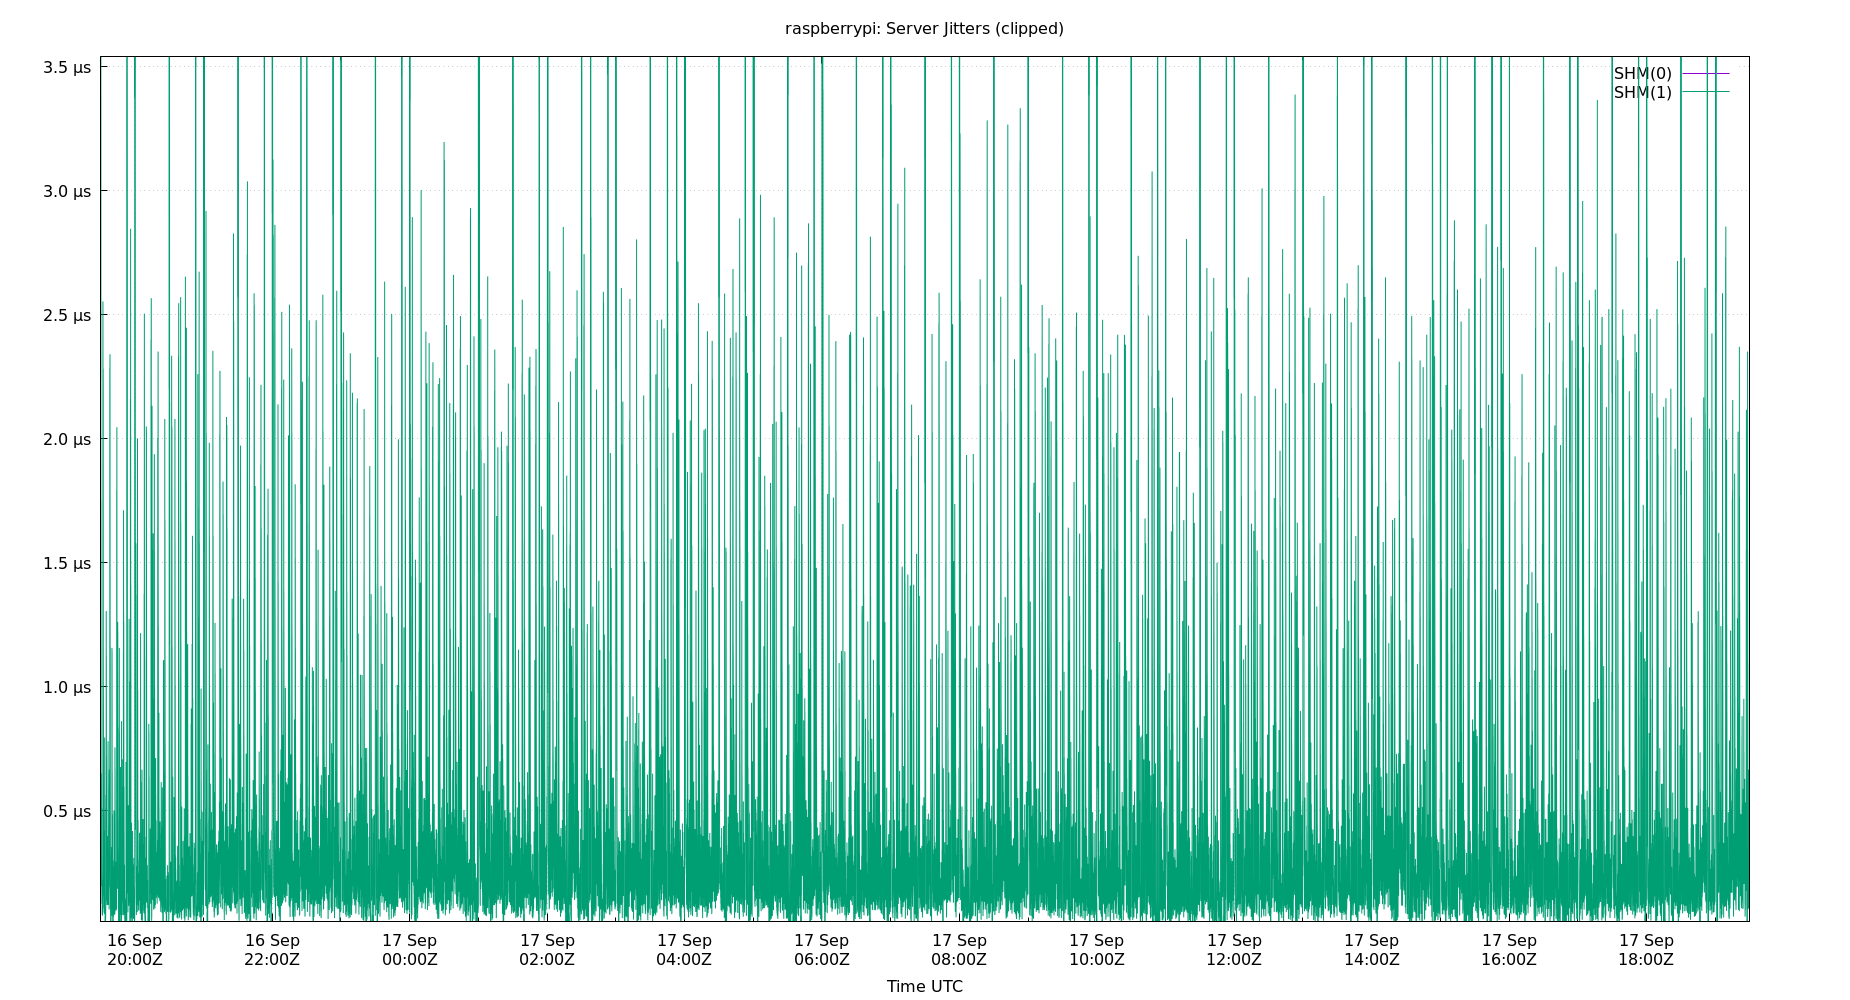 raspberrypi: Server Jitters (clipped)
3.5 µs
SHM(0)
SHM(1)
3.0 µs
2.5 µs
2.0 µs
1.5 µs
1.0 µs
0.5 µs
16 Sep 16 Sep 17 Sep 17 Sep 17 Sep 17 Sep 17 Sep 17 Sep 17 Sep 17 Sep 17 Sep 17 Sep
20:00Z 22:00Z 00:00Z 02:00Z 04:00Z 06:00Z 08:00Z 10:00Z 12:00Z 14:00Z 16:00Z 18:00Z
Time UTC